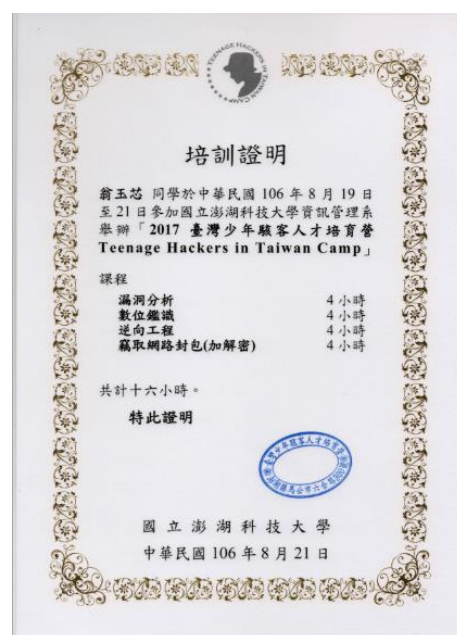 TEENAGE HACKERS IN TAIWAN CAMP
培訓證明
翁玉芯 同學於中華民國 106 年 8 月 19 日
至 21 日參加國立澎湖科技大學資訊管理系
舉辦「2017 臺灣少年駭客人才培育營
Teenage Hackers in Taiwan Camp」
課程
漏洞分析 4 小時
數位鑑識 4 小時
逆向工程 4 小時
竊取網路封包(加解密) 4 小時
共計十六小時。
特此證明
國立澎湖科技大學
中華民國 106 年 8 月 21 日